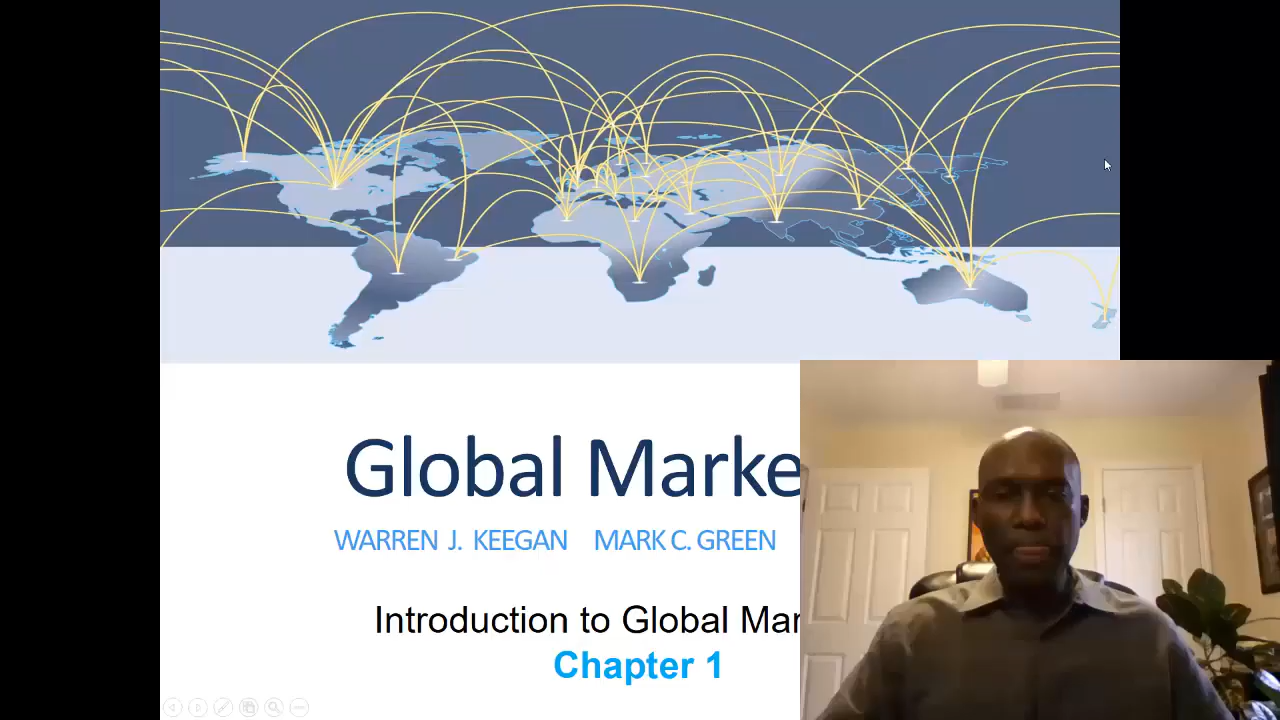 Global Marke
WARREN J. KEEGAN MARK C. GREEN
Introduction to Global Mar
Chapter 1